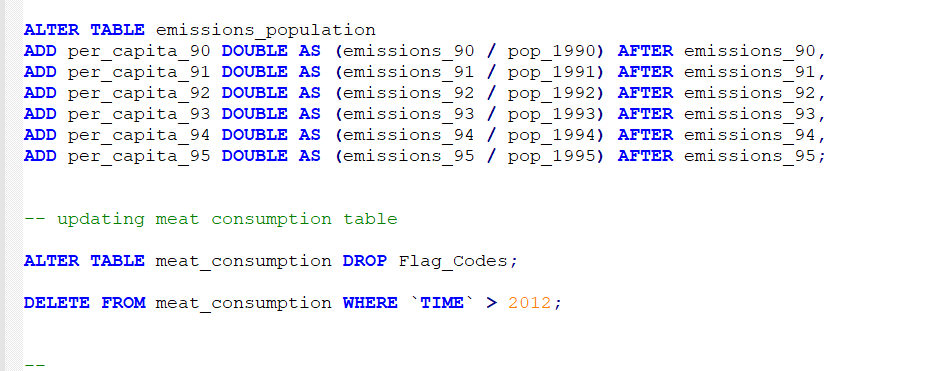 ALTER TABLE emissions_population
ADD per_capita_90 DOUBLE AS (emissions_90 / pop_1990) AFTER emissions_90,
ADD per_capita_91 DOUBLE AS (emissions_91 / pop_1991) AFTER emissions_91,
ADD per_capita_92 DOUBLE AS (emissions_92 / pop_1992) AFTER emissions_92,
ADD per_capita_93 DOUBLE AS (emissions_93 / pop_1993) AFTER emissions_93,
ADD per_capita_94 DOUBLE AS (emissions_94 / pop_1994) AFTER emissions_94,
ADD per_capita_95 DOUBLE AS (emissions_95 / pop_1995) AFTER emissions_95;
-- updating meat consumption table
ALTER TABLE meat_consumption DROP Flag_Codes;
DELETE FROM meat_consumption WHERE `TIME` > 2012;
--